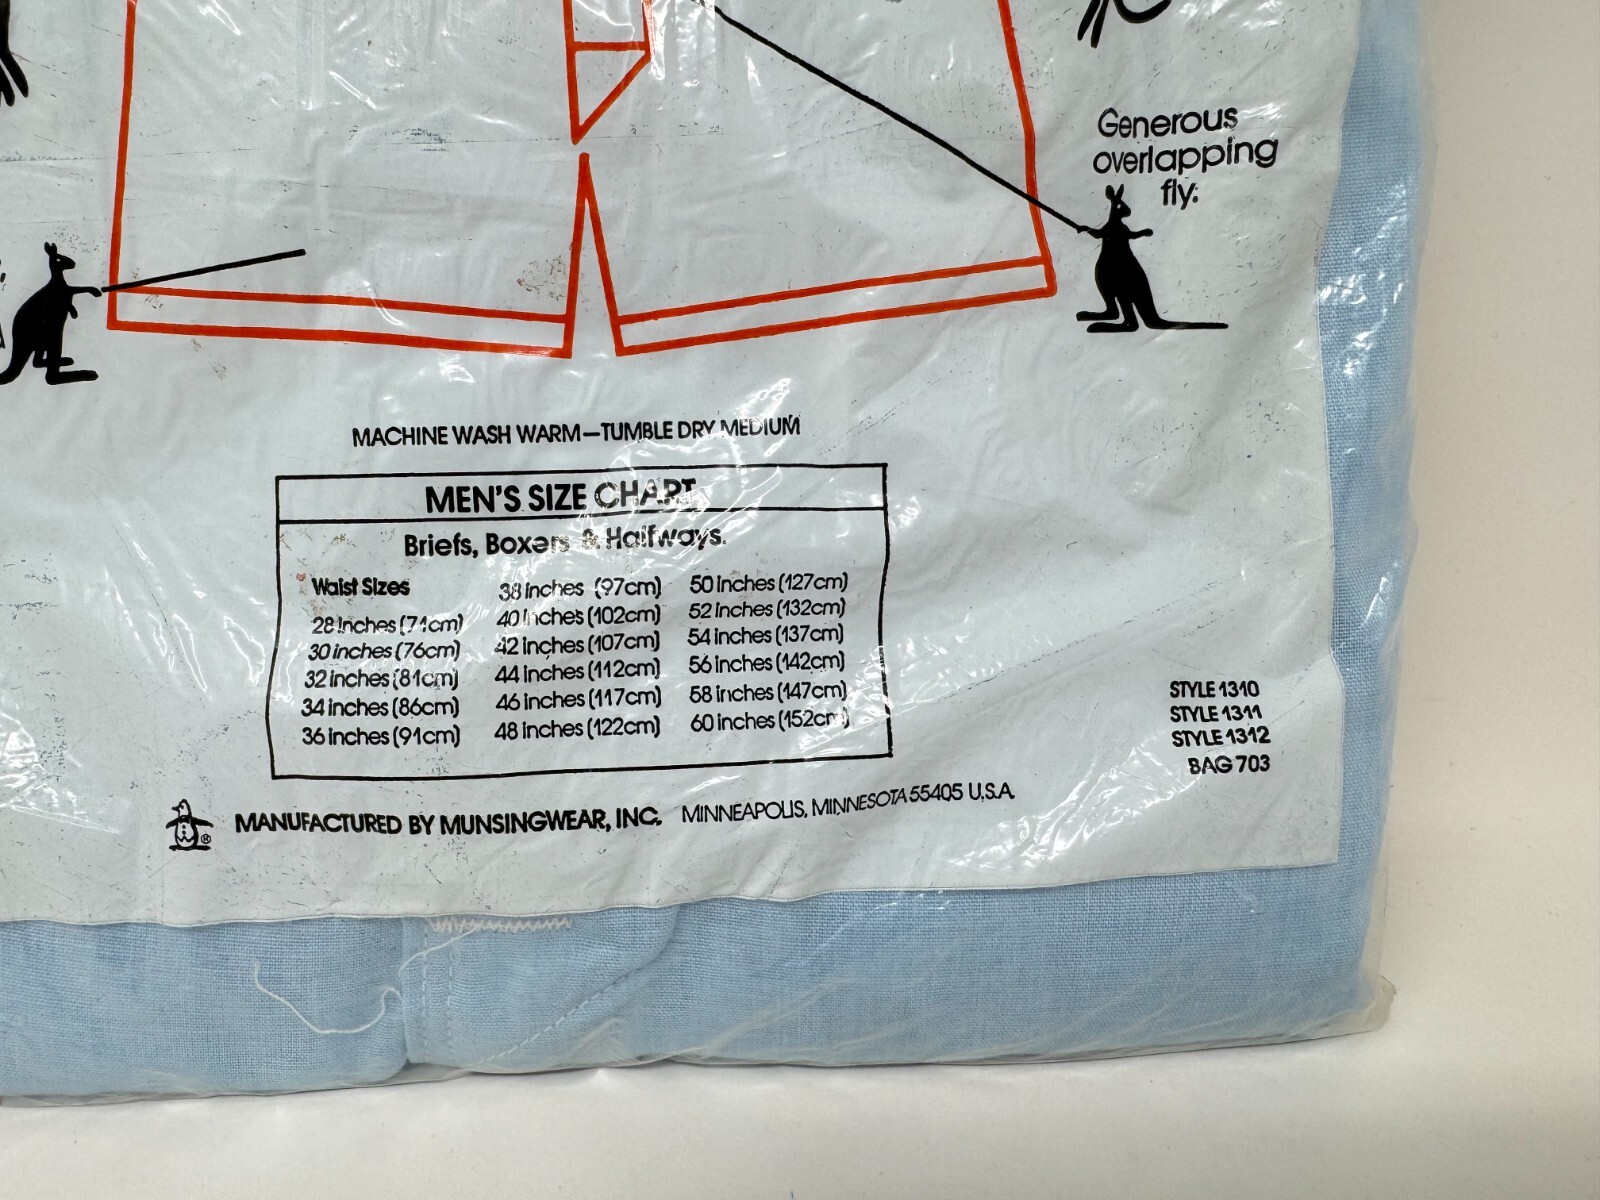 Generous
overlapping
fly.
MACHINE WASH WARM—TUMBLE DRY MEDIUM
MEN'S SIZE CHART
Briefs, Boxers & Halfways.
Waist Sizes
28 inches (71cm)
30 inches (76cm)
32 inches (81cm)
34 inches (86cm)
36 inches (91cm)
38 inches (97cm)
40 inches (102cm)
42 inches (107cm)
44 inches (112cm)
46 inches (117cm)
48 inches (122cm)
50 inches (127cm)
52 inches (132cm)
54 inches (137cm)
56 inches (142cm)
58 inches (147cm)
60 inches (152cm)
STYLE 1310
STYLE 1311
STYLE 1312
BAG 703
® MANUFACTURED BY MUNSINGWEAR, INC. MINNEAPOLIS, MINNESOTA 55405 U.S.A.